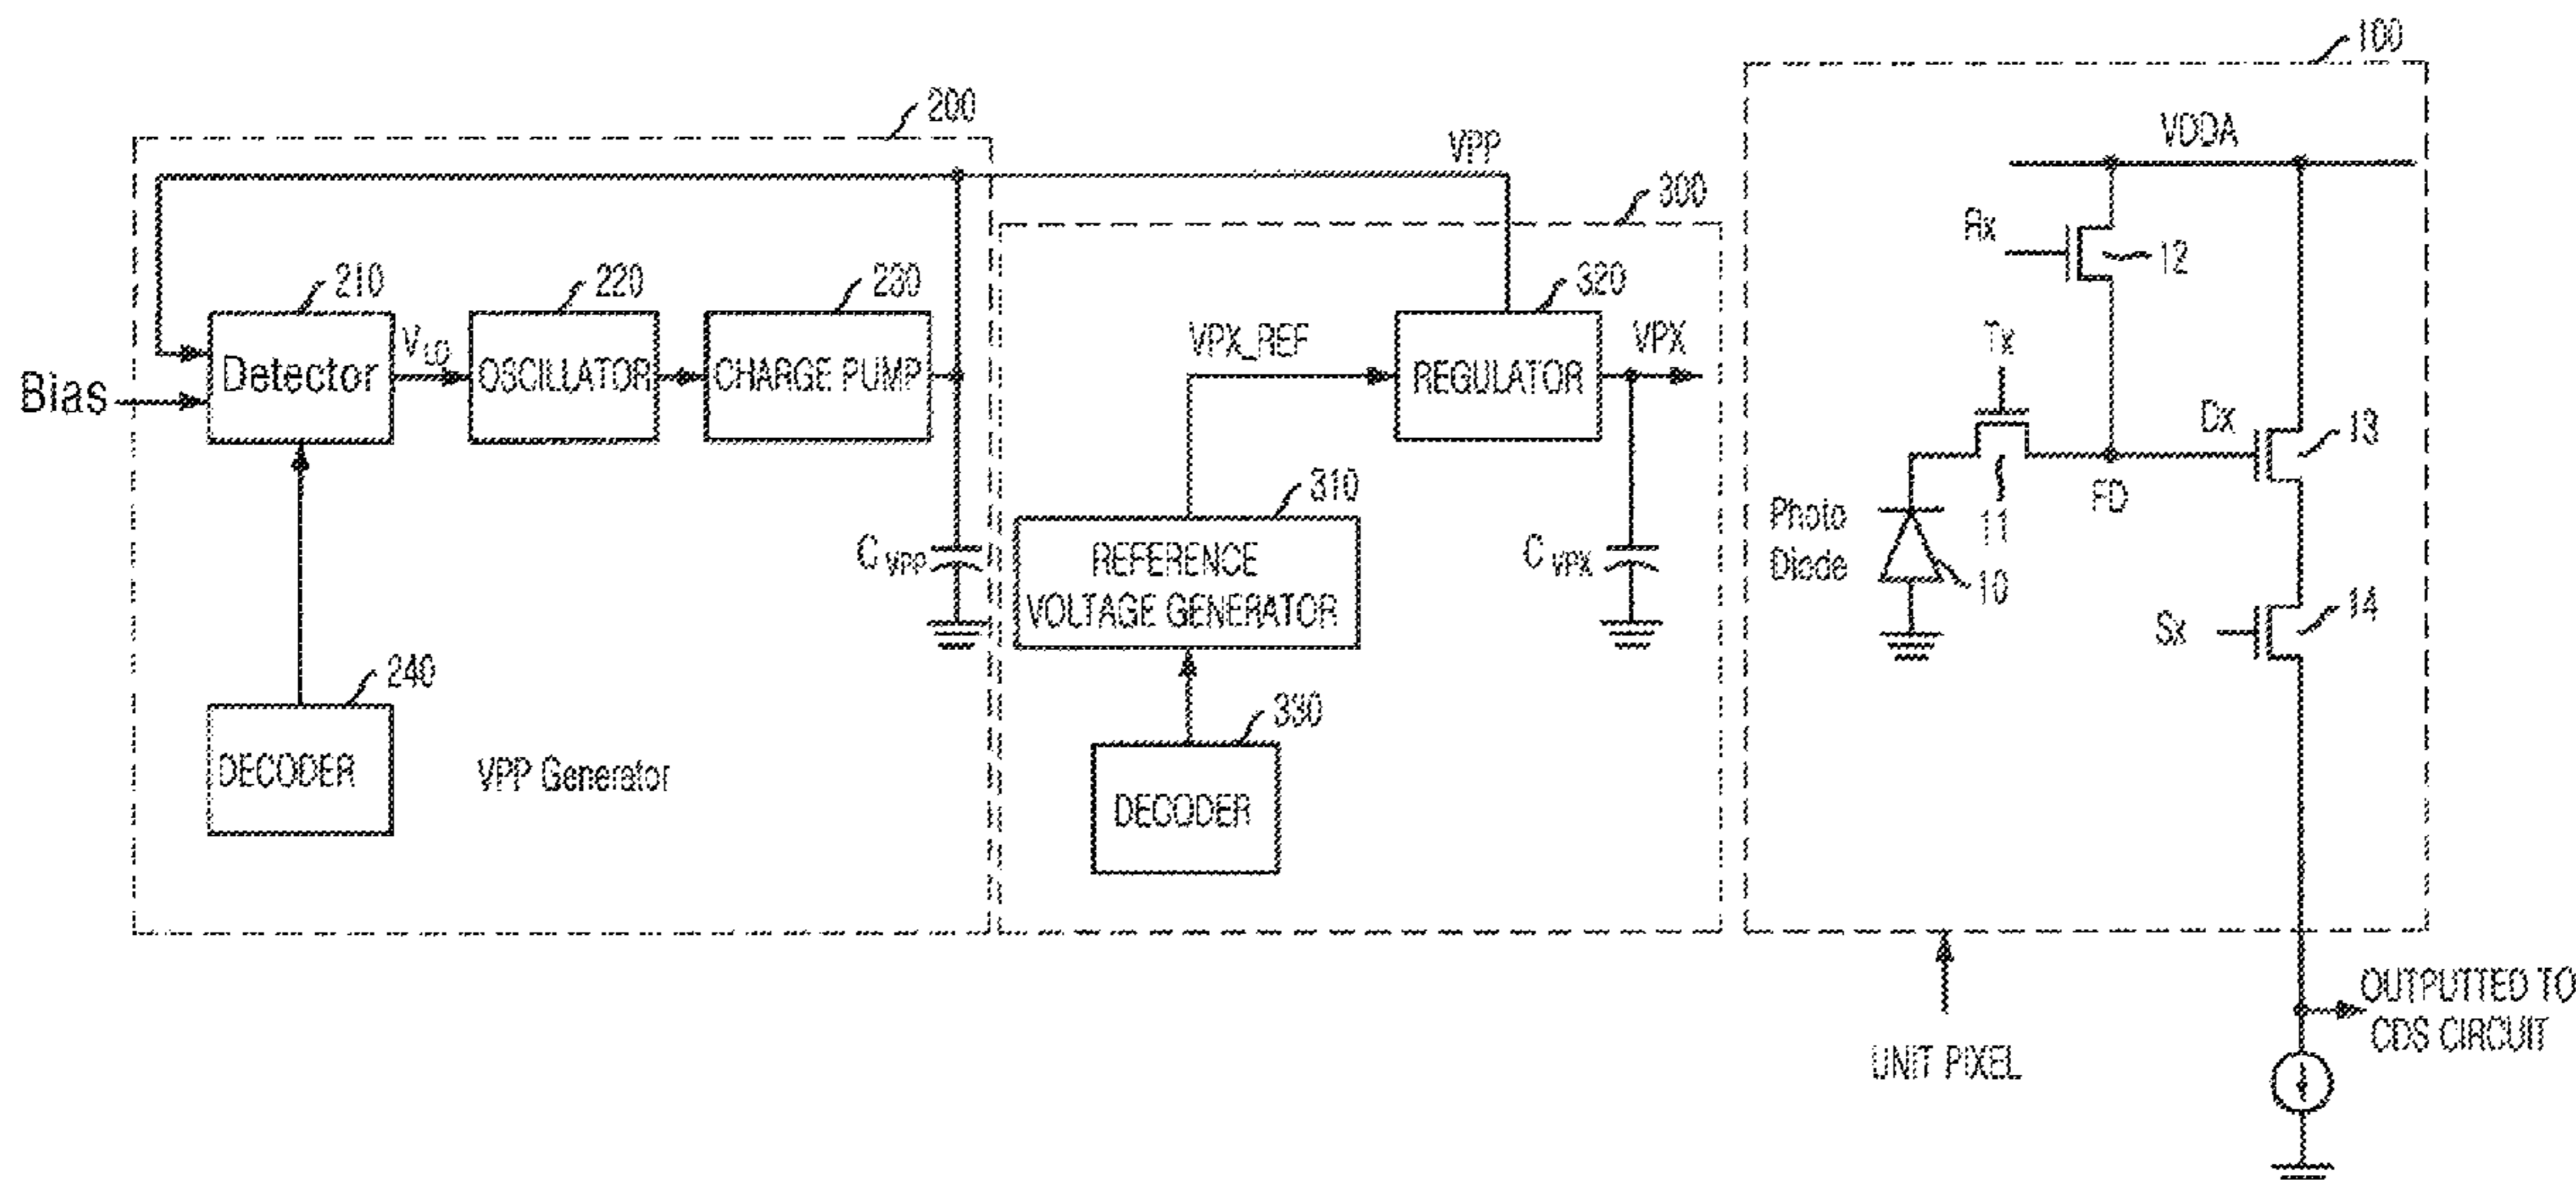 100
200
VPP
VDDA
300
Rx
12
210
220
230
320
Tx
VPX_REF
VPX
VLO
Detector
OSCILLATOR
CHARGE PUMP
REGULATOR
Bias
Dx
13
FD
310
11
Photo
Diode
10
CVPP
REFERENCE
VOLTAGE GENERATOR
CVPX
Sx
14
240
330
DECODER
VPP Generator
DECODER
OUTPUTTED TO
CDS CIRCUIT
UNIT PIXEL